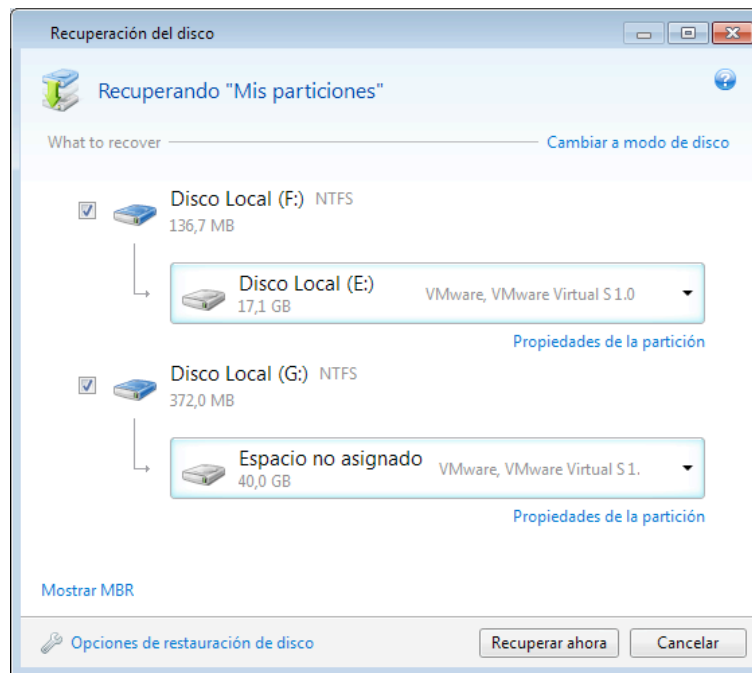 Recuperación del disco
Recuperando "Mis particiones"
What to recover Cambiar a modo de disco
Disco Local (F:) NTFS
136,7 MB
Disco Local (E:) VMware, VMware Virtual S 1.0
17,1 GB
Propiedades de la partición
Disco Local (G:) NTFS
372,0 MB
Espacio no asignado VMware, VMware Virtual S 1.
40,0 GB
Propiedades de la partición
Mostrar MBR
Opciones de restauración de disco Recuperar ahora Cancelar